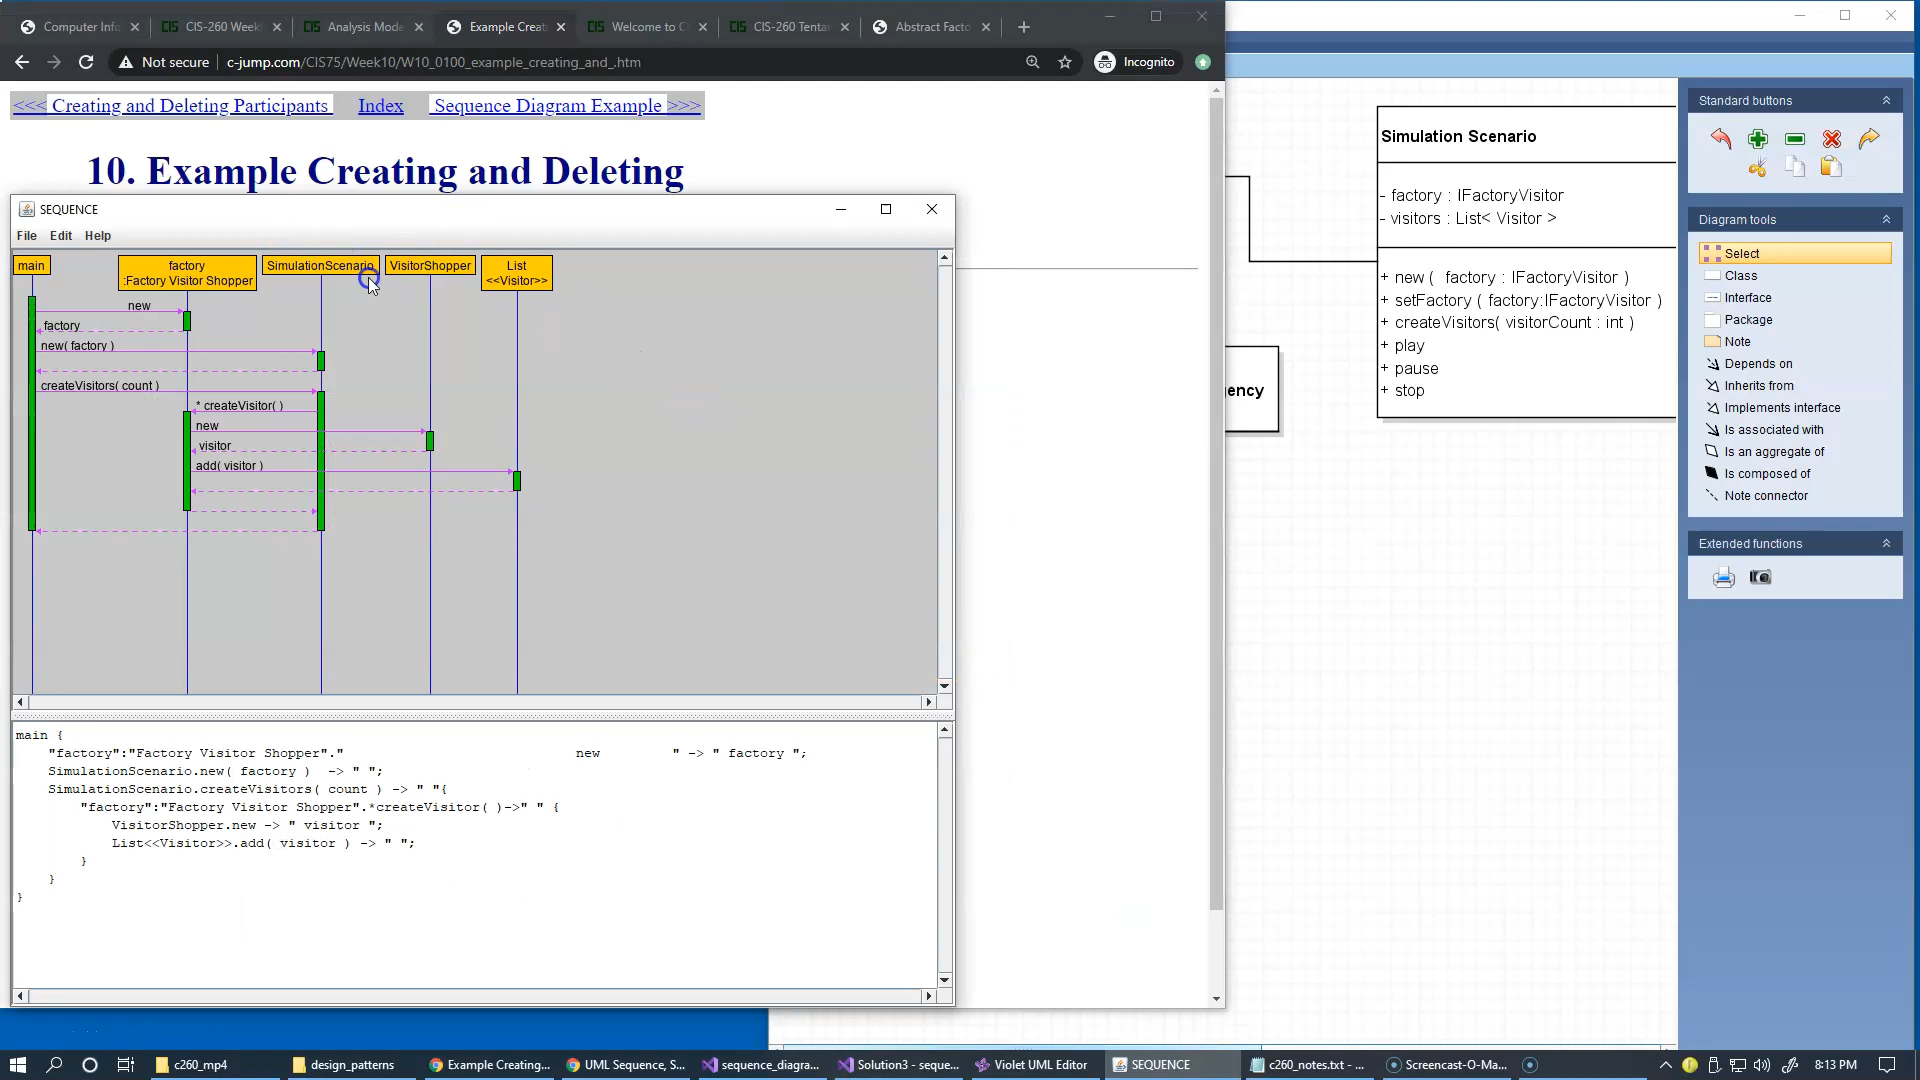 Computer Info
CIS-260 Week
Analysis Mode
Example Creat
Welcome to C
CIS-260 Tenta
Abstract Facto
Not secure
c-jump.com/CIS75/Week10/W10_0100_example_creating_and_.htm
Incognito
<<< Creating and Deleting Participants Index Sequence Diagram Example >>>
10. Example Creating and Deleting
SEQUENCE
File Edit Help
main
factory
:Factory Visitor Shopper
SimulationScenario
VisitorShopper
List
<<Visitor>>
new
factory
new( factory )
createVisitors( count )
* createVisitor( )
new
visitor
add( visitor )
main {
"factory":"Factory Visitor Shopper"." new " -> " factory ";
SimulationScenario.new( factory ) -> " ";
SimulationScenario.createVisitors( count ) -> " "{
"factory":"Factory Visitor Shopper".*createVisitor( )->" " {
VisitorShopper.new -> " visitor ";
List<<Visitor>>.add( visitor ) -> " ";
}
}
}
ency
Simulation Scenario
- factory : IFactoryVisitor
- visitors : List< Visitor >
+ new ( factory : IFactoryVisitor )
+ setFactory ( factory:IFactoryVisitor )
+ createVisitors( visitorCount : int )
+ play
+ pause
+ stop
Standard buttons
Diagram tools
Select
Class
Interface
Package
Note
Depends on
Inherits from
Implements interface
Is associated with
Is an aggregate of
Is composed of
Note connector
Extended functions
c260_mp4
design_patterns
Example Creating...
UML Sequence, S...
sequence_diagra...
Solution3 - seque...
Violet UML Editor
SEQUENCE
c260_notes.txt - ...
Screencast-O-Ma...
8:13 PM